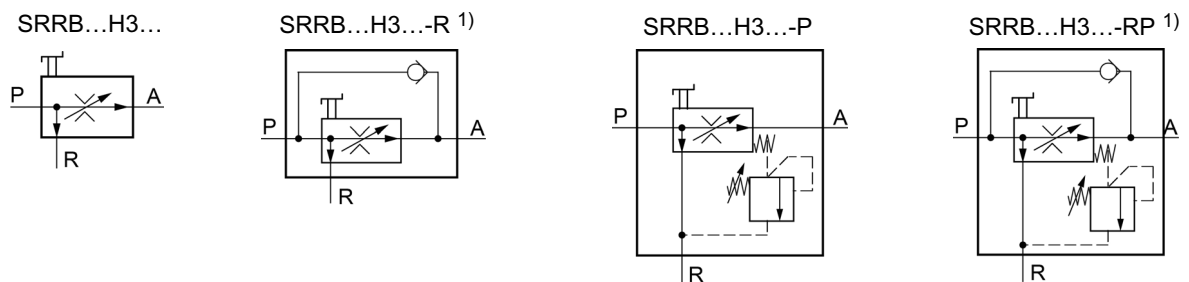 SRRB...H3...
P
A
R
SRRB...H3...-R 1)
P
A
R
SRRB...H3...-P
P
A
R
SRRB...H3...-RP 1)
P
A
R